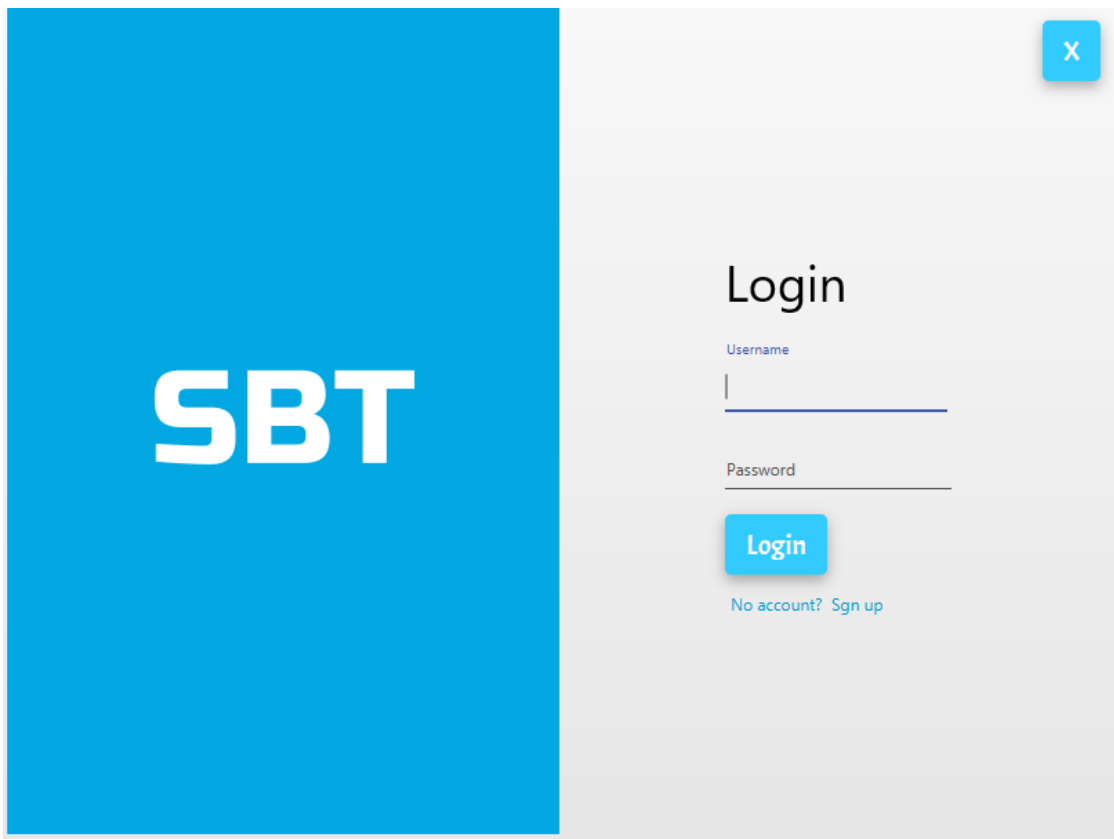 X
SBT
Login
Username
Password
Login
No account? Sgn up